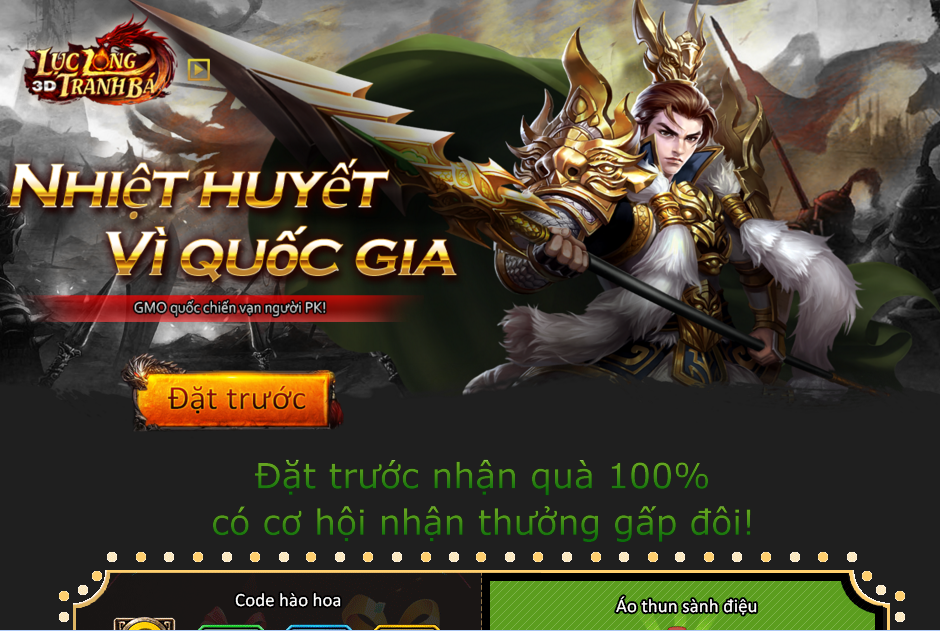 LỤC LONG
3D TRANH BÁ
NHIỆT HUYẾT
VÌ QUỐC GIA
GMO quốc chiến vạn người PK!
Đặt trước
Đặt trước nhận quà 100%
có cơ hội nhận thưởng gấp đôi!
Code hào hoa
Áo thun sành điệu